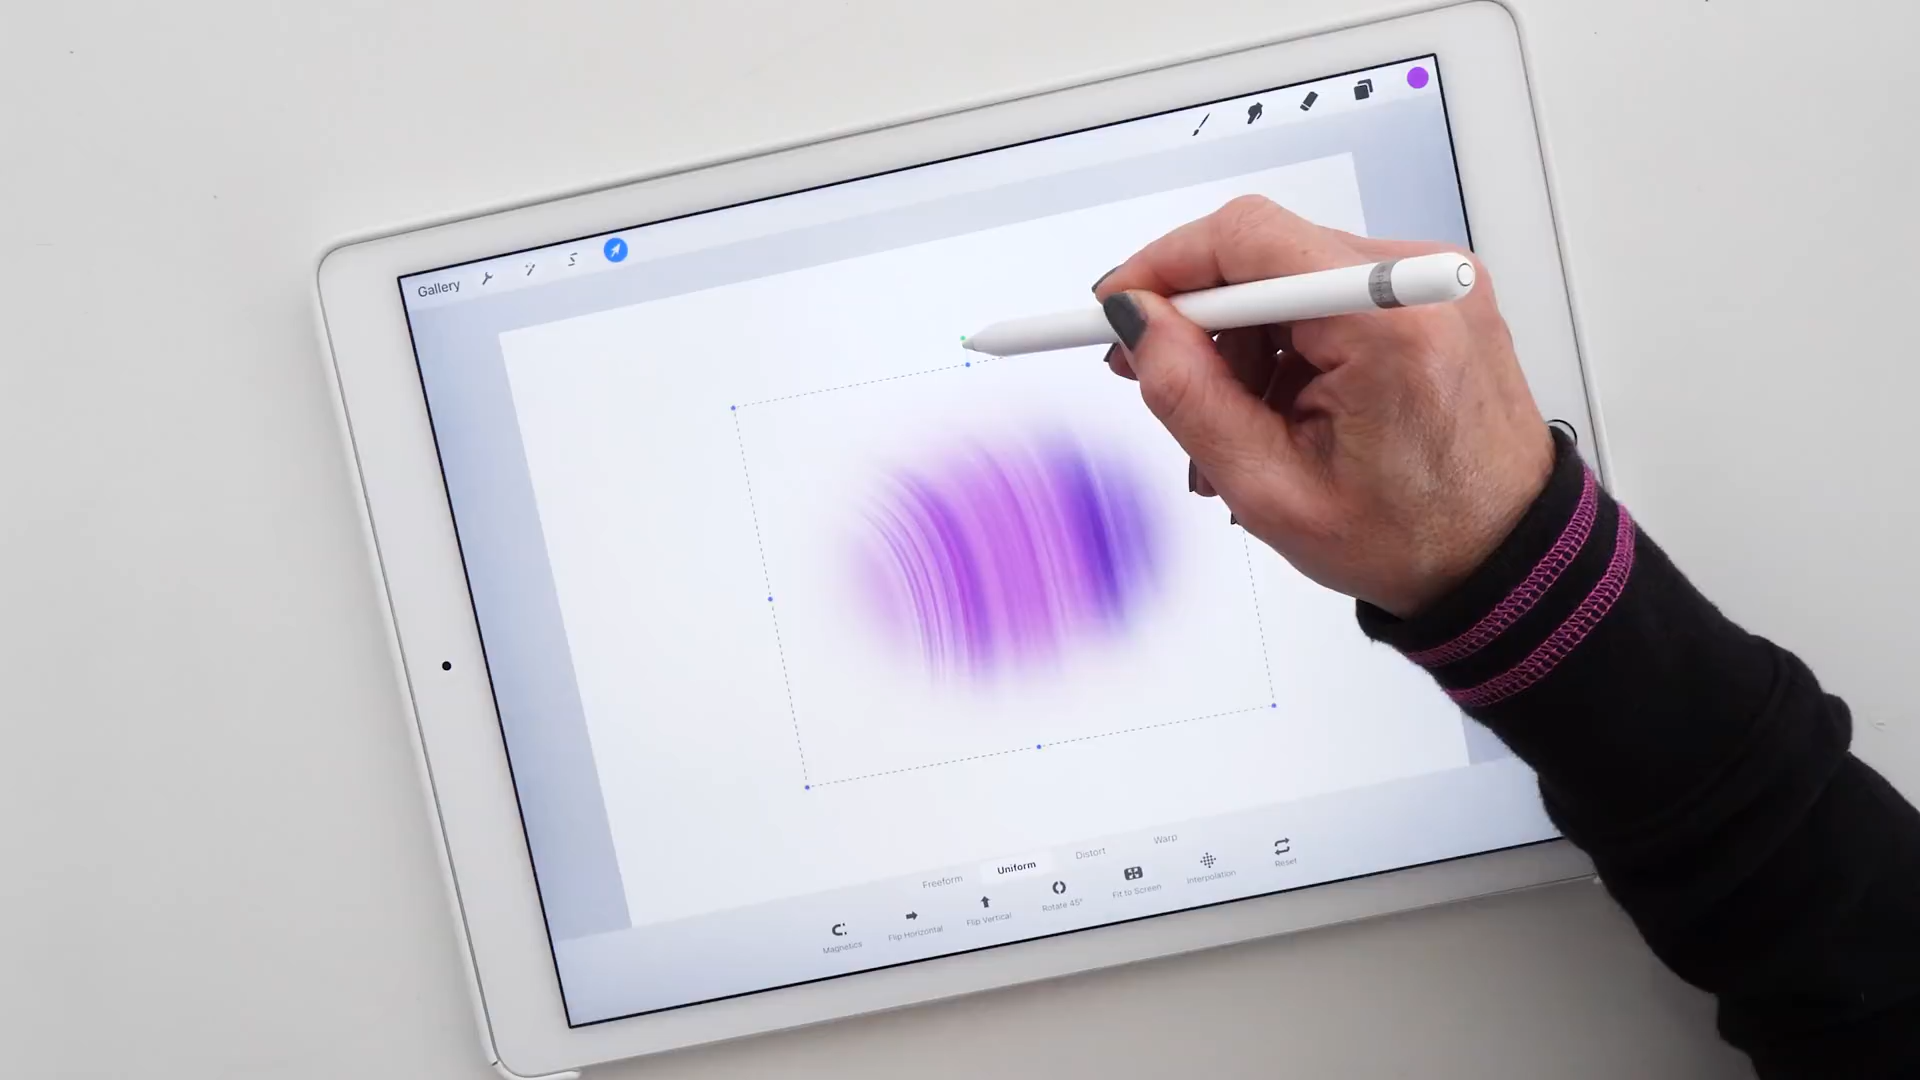 Gallery
Freeform
Uniform
Distort
Warp
Magnetics
Flip Horizontal
Flip Vertical
Rotate 45°
Fit to Screen
Interpolation
Reset